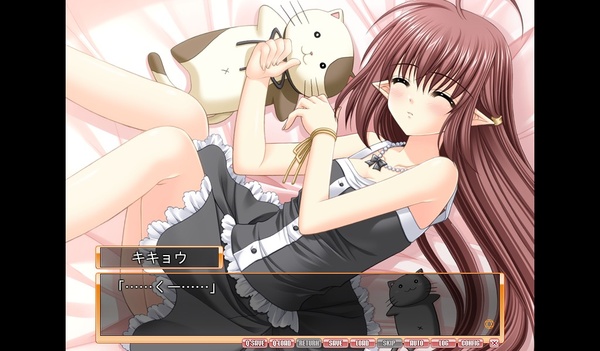 キキョウ
「……くー……」
Q.SAVE Q.LOAD RETURN SAVE LOAD SKIP AUTO LOG CONFIG